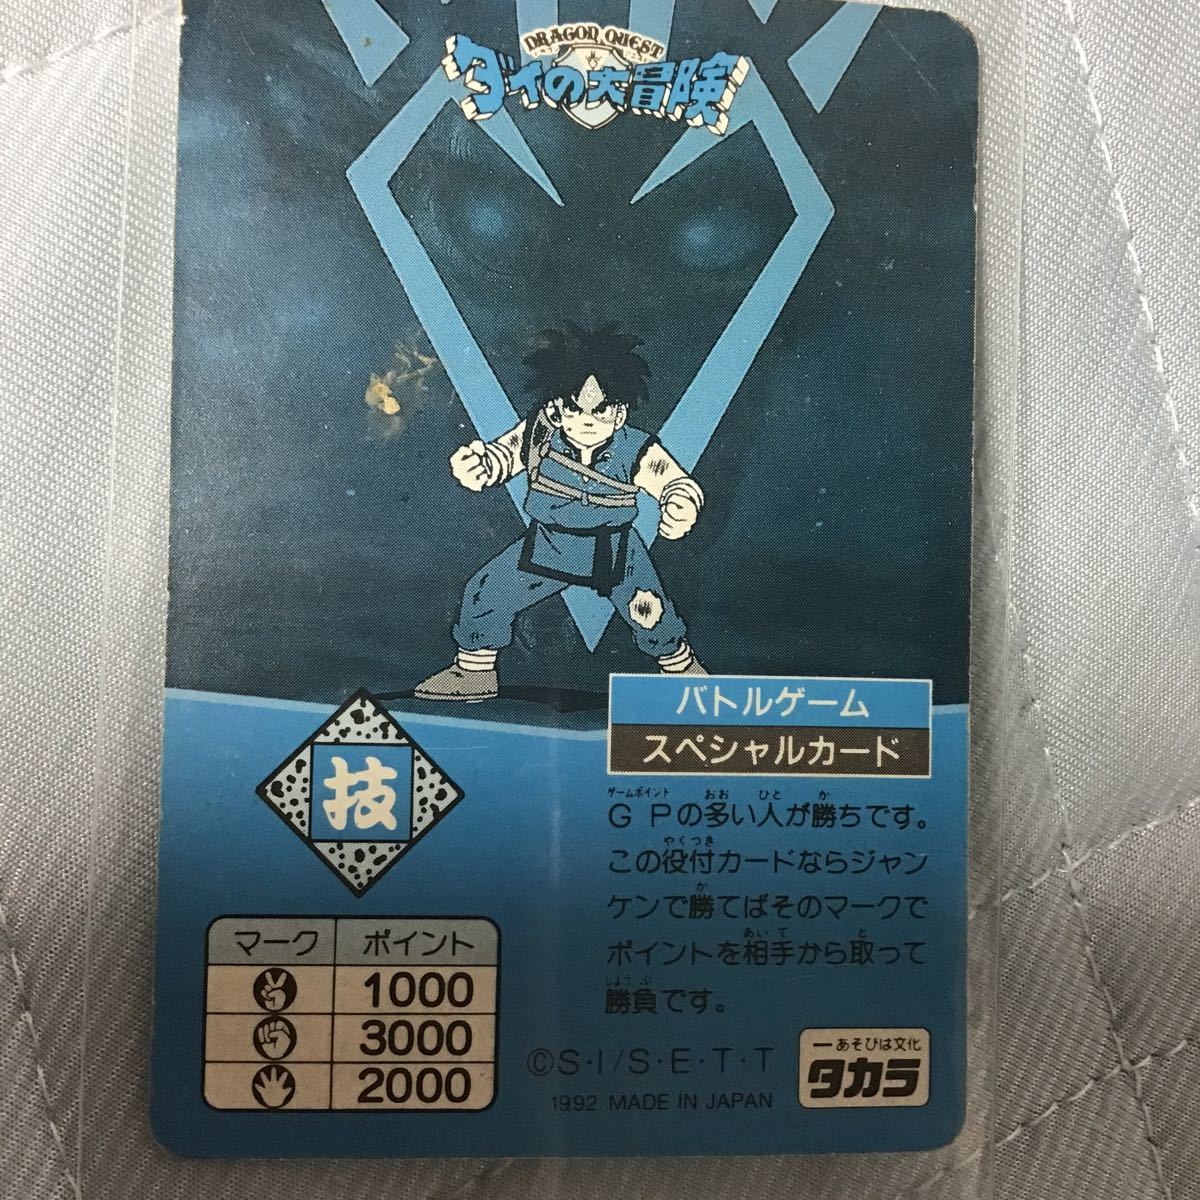 DRAGON QUEST
ダイの大冒険
バトルゲーム
スペシャルカード
技
ゲームポイント おお ひと か
GPの多い人が勝ちです。
やくつき
この役付カードならジャン
か
ケンで勝てばそのマークで
あいて と
ポイントを相手から取って
しょうぶ
勝負です。
マーク ポイント
1000
3000
2000
©S・I/S・E・T・T
1992 MADE IN JAPAN
ーあそびは文化
タカラ